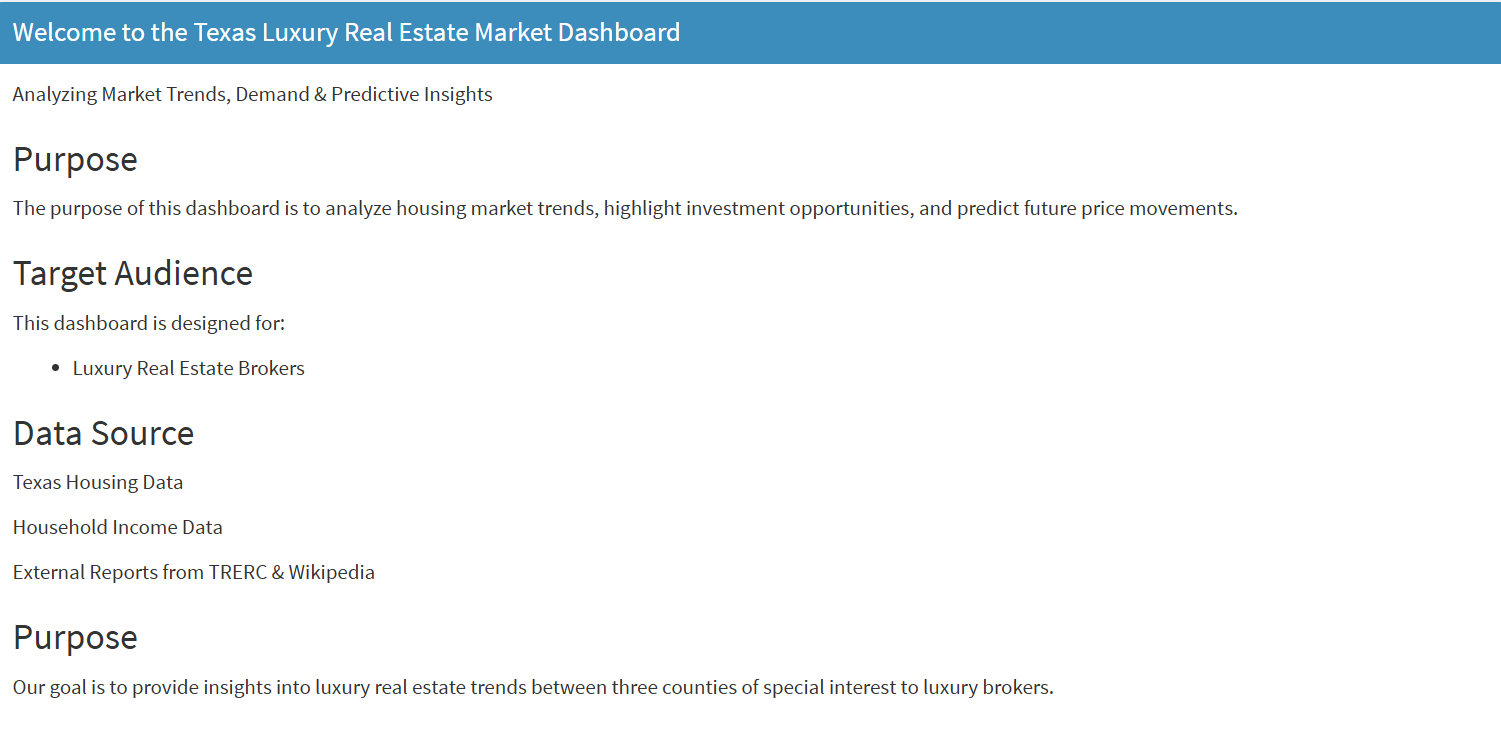 Welcome to the Texas Luxury Real Estate Market Dashboard
Analyzing Market Trends, Demand & Predictive Insights
Purpose
The purpose of this dashboard is to analyze housing market trends, highlight investment opportunities, and predict future price movements.
Target Audience
This dashboard is designed for:
• Luxury Real Estate Brokers
Data Source
Texas Housing Data
Household Income Data
External Reports from TRERC & Wikipedia
Purpose
Our goal is to provide insights into luxury real estate trends between three counties of special interest to luxury brokers.